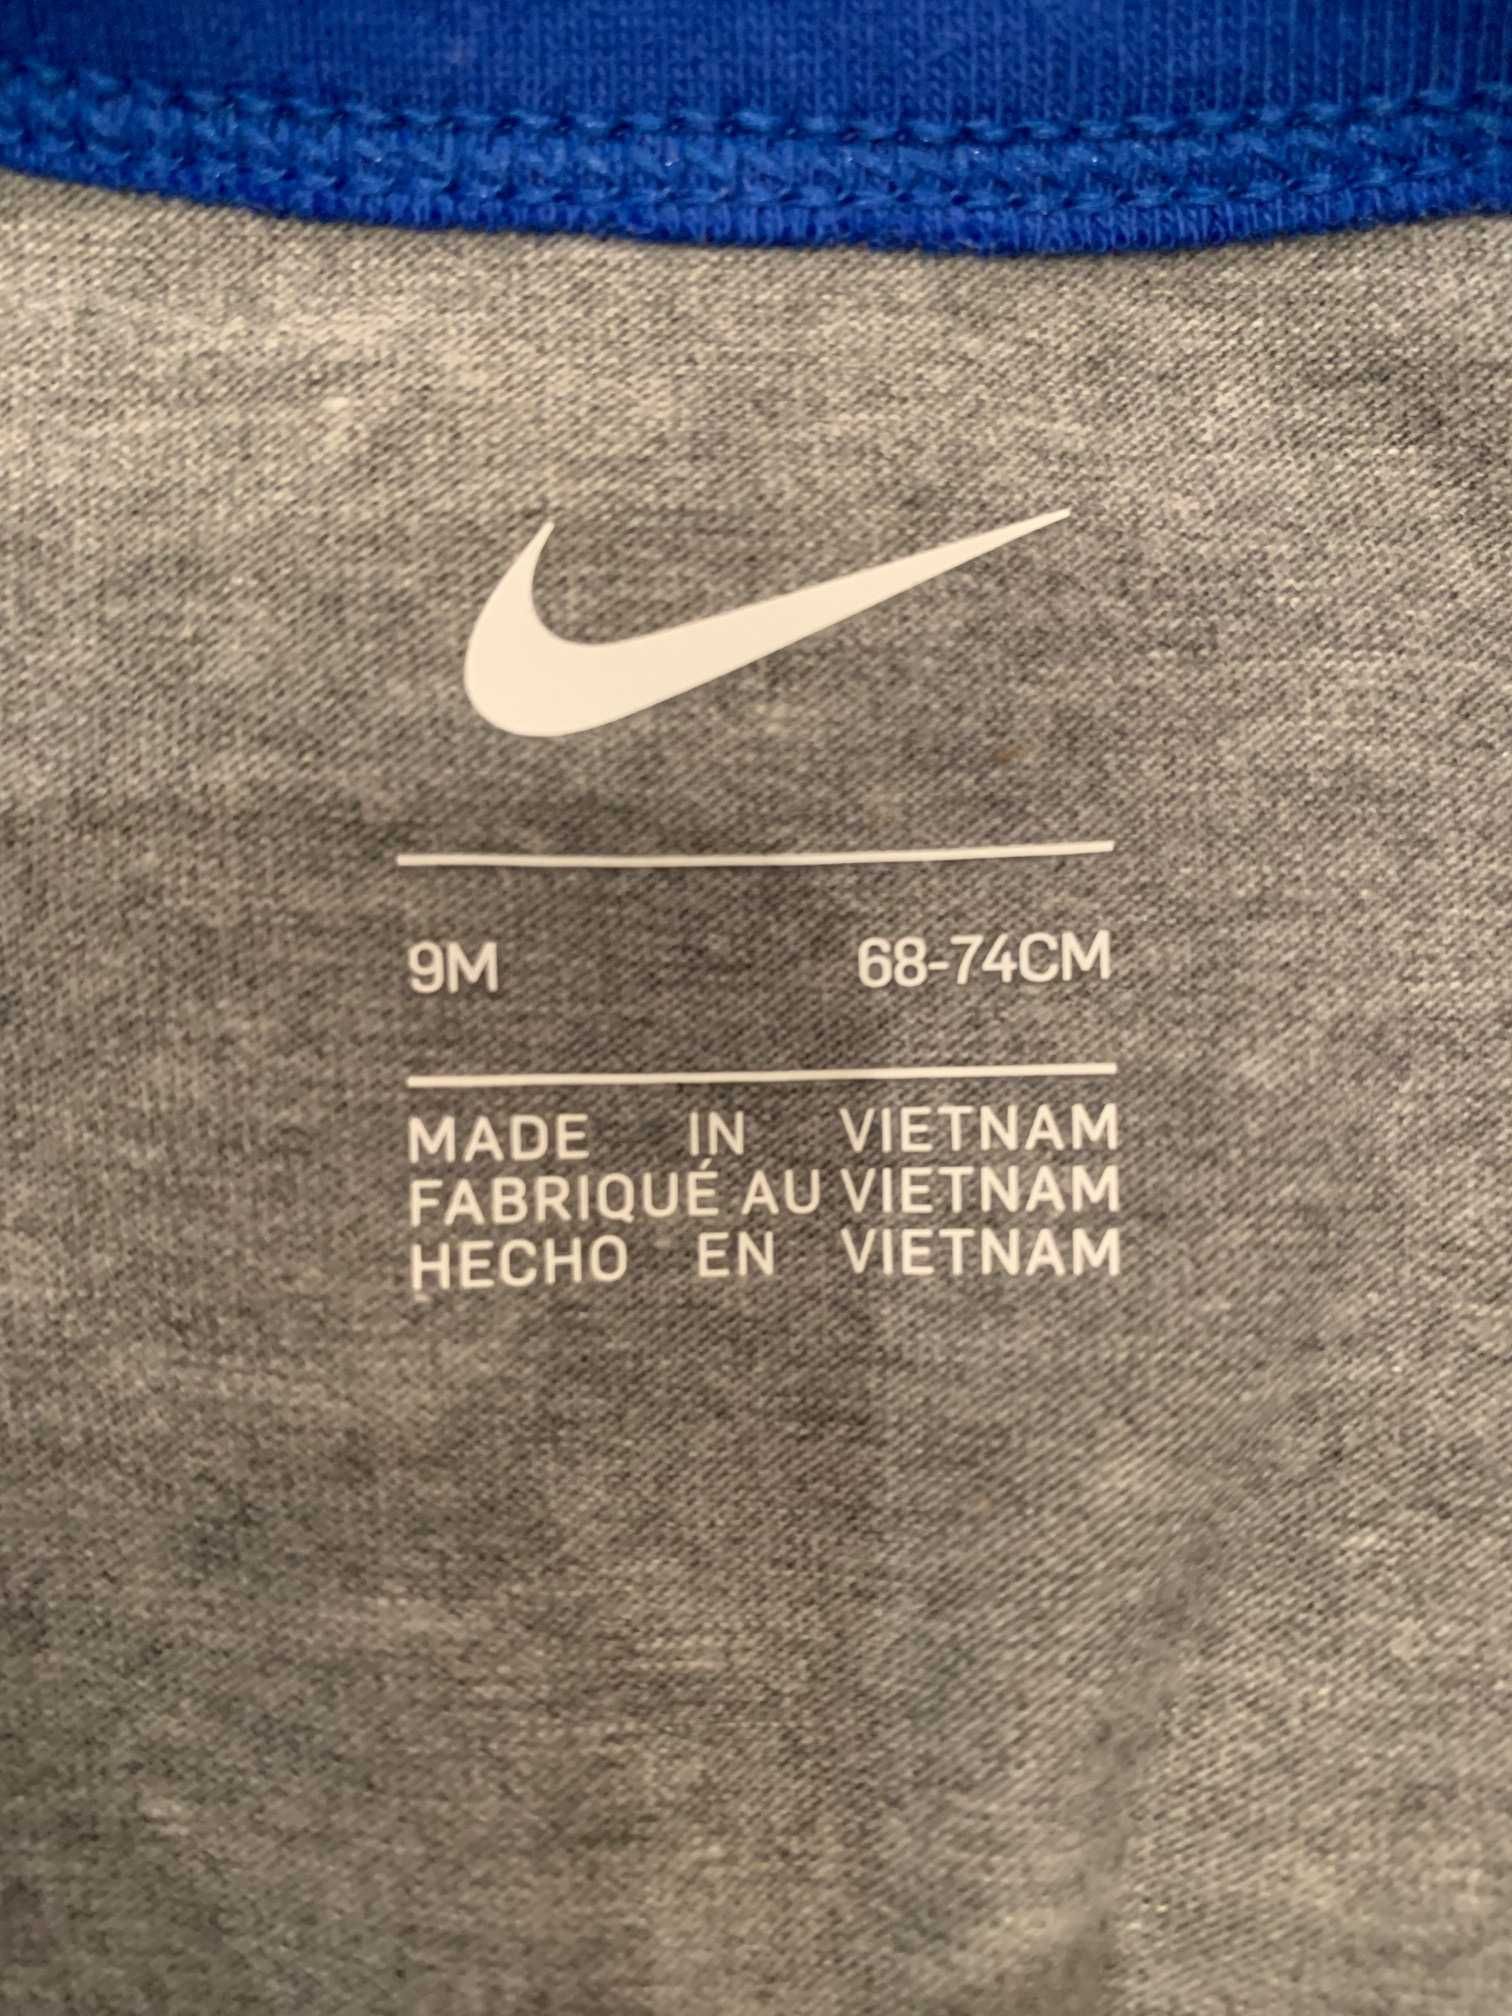 9M 68-74CM
MADE IN VIETNAM
FABRIQUÉ AU VIETNAM
HECHO EN VIETNAM